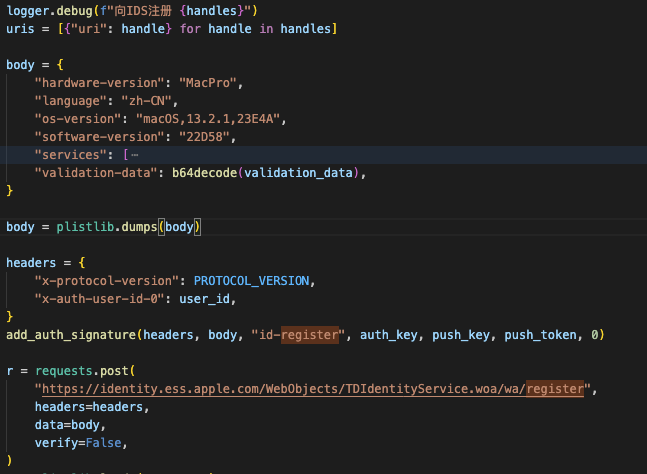 logger.debug(f"向IDS注册 {handles}")
uris = [{"uri": handle} for handle in handles]
body = {
"hardware-version": "MacPro",
"language": "zh-CN",
"os-version": "macOS,13.2.1,23E4A",
"software-version": "22D58",
"services": [⋯
"validation-data": b64decode(validation_data),
}
body = plistlib.dumps(body)
headers = {
"x-protocol-version": PROTOCOL_VERSION,
"x-auth-user-id-0": user_id,
}
add_auth_signature(headers, body, "id-register", auth_key, push_key, push_token, 0)
r = requests.post(
"https://identity.ess.apple.com/WebObjects/TDIdentityService.woa/wa/register",
headers=headers,
data=body,
verify=False,
)